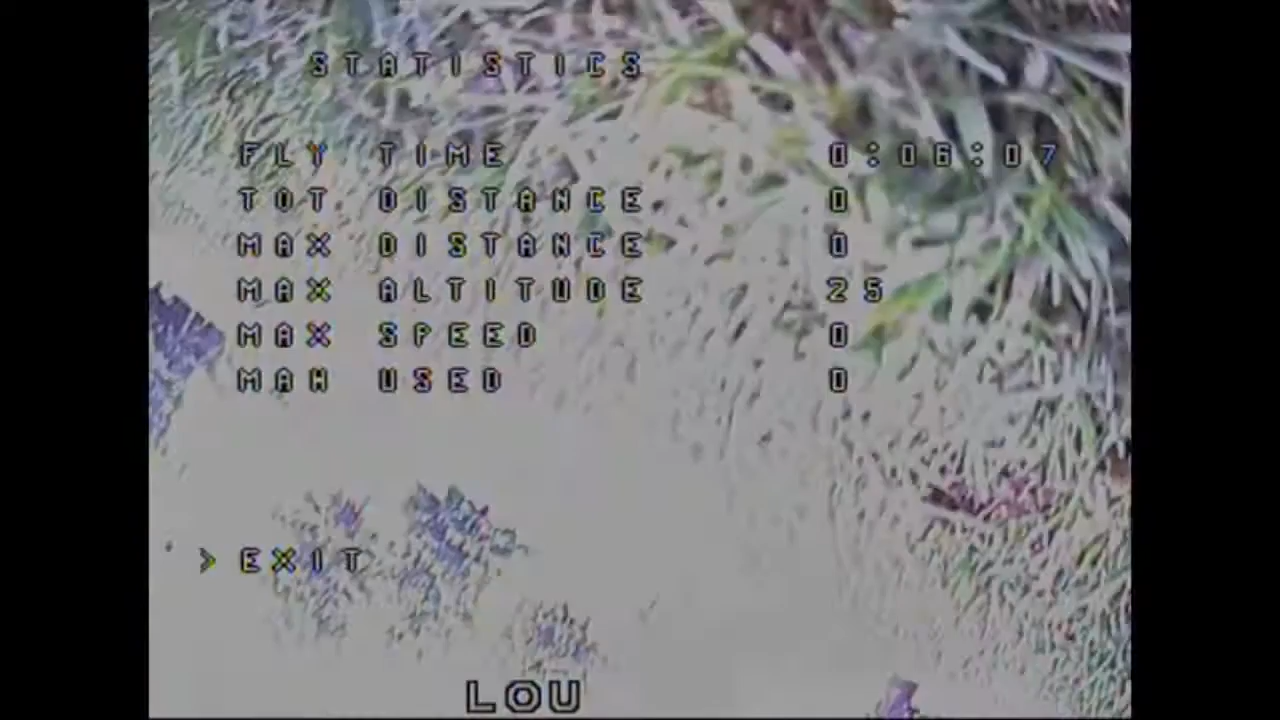 STATISTICS
FLY TIME 0:06:07
TOT DISTANCE 0
MAX DISTANCE 0
MAX ALTITUDE 25
MAX SPEED 0
MAH USED 0
> EXIT
LOU